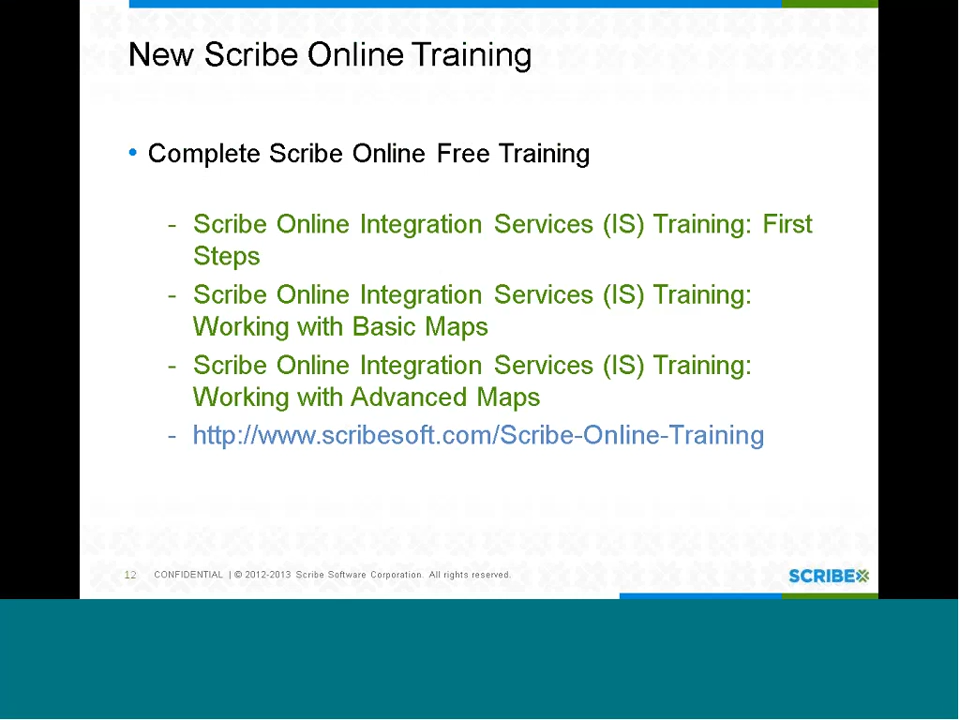 New Scribe Online Training
• Complete Scribe Online Free Training
- Scribe Online Integration Services (IS) Training: First
Steps
- Scribe Online Integration Services (IS) Training:
Working with Basic Maps
- Scribe Online Integration Services (IS) Training:
Working with Advanced Maps
- http://www.scribesoft.com/Scribe-Online-Training
12 CONFIDENTIAL | © 2012-2013 Scribe Software Corporation. All rights reserved.
SCRIBE